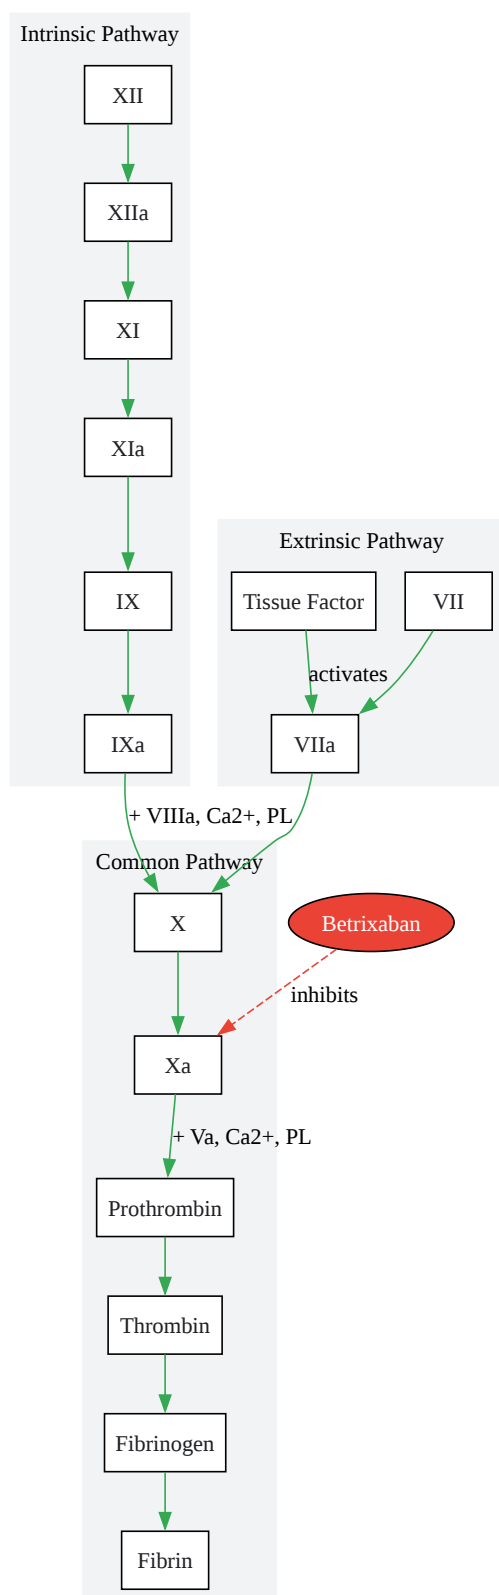 Intrinsic Pathway
XII
XIIa
XI
XIa
Extrinsic Pathway
IX
Tissue Factor
VII
activates
IXa
VIIa
+ VIIIa, Ca2+, PL
Common Pathway
X
Betrixaban
inhibits
Xa
+ Va, Ca2+, PL
Prothrombin
Thrombin
Fibrinogen
Fibrin